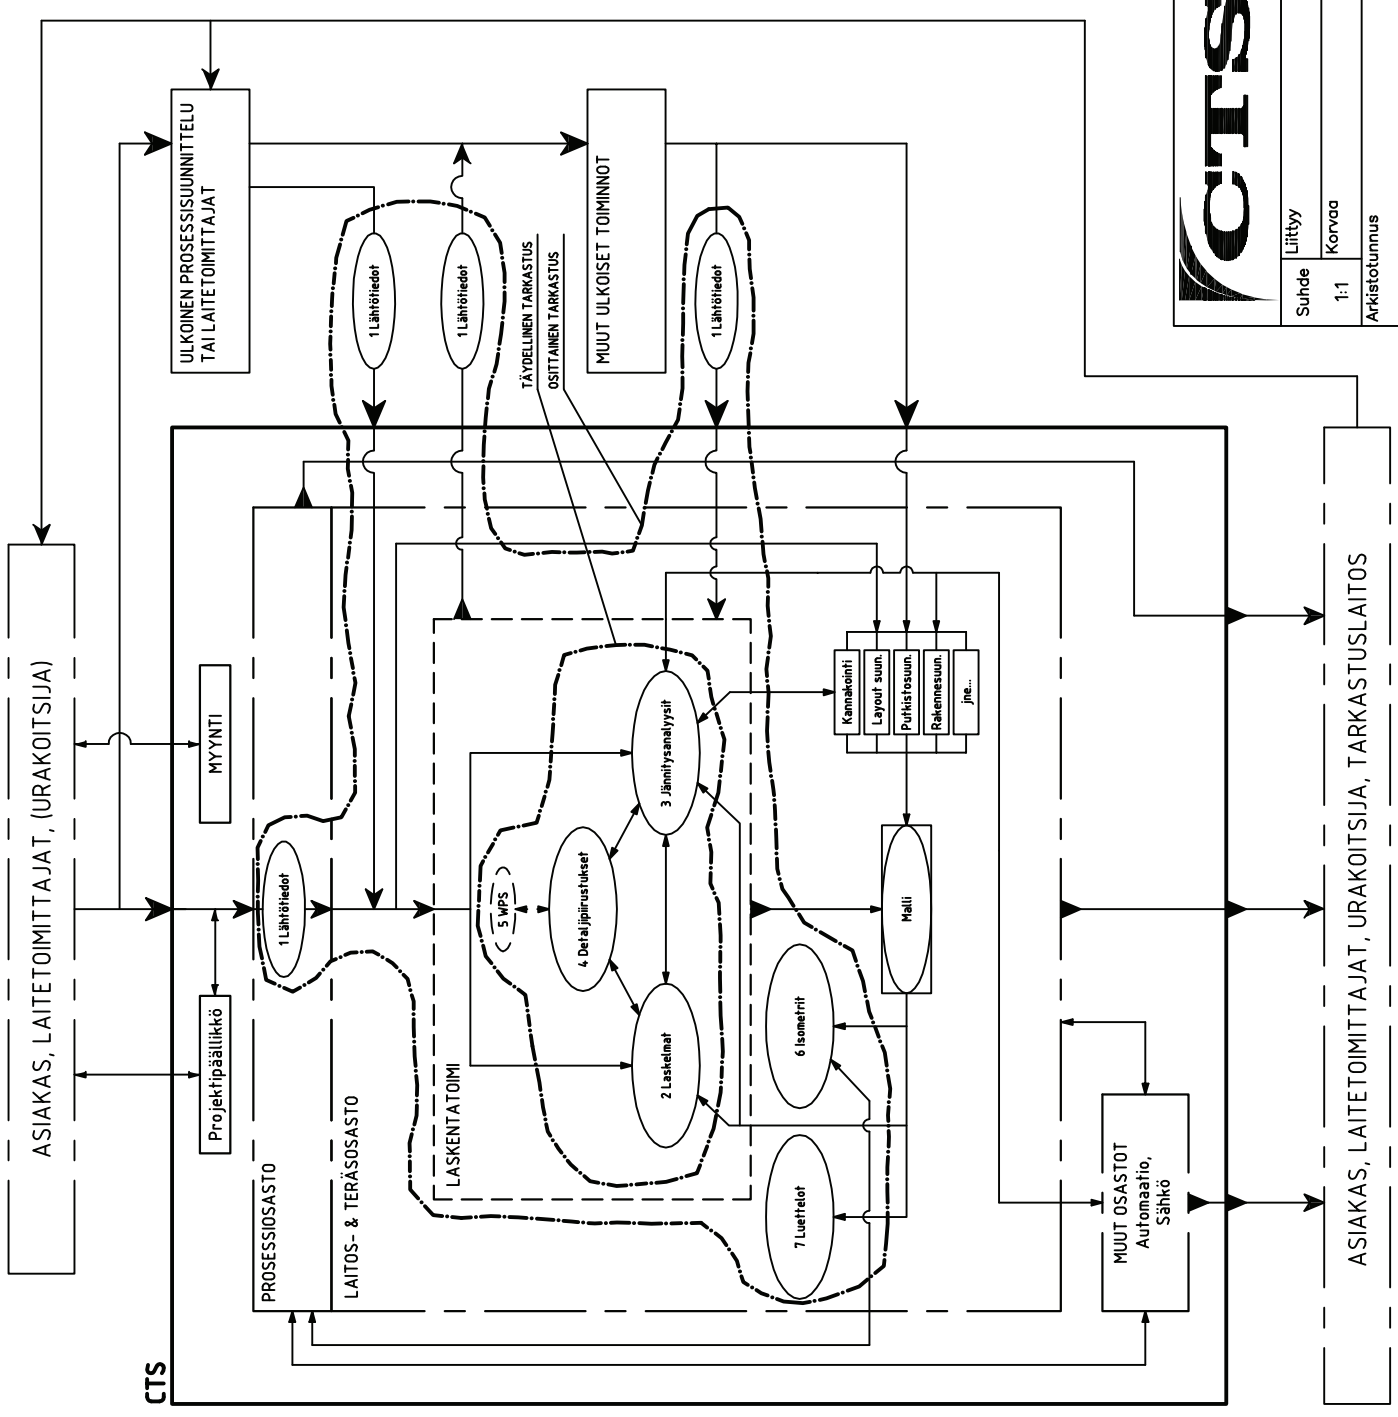 ASIAKAS, LAITETOIMITTAJAT, (URAKOITSIJA)
ULKOINEN PROSESSISUUNNITTELU
TAI LAITETOIMITTAJAT
MYYNTI
Projektipäällikkö
CTS
PROSESSIOSASTO
1 Lähtötiedot
LAITOS- & TERÄSOSASTO
1 Lähtötiedot
1 Lähtötiedot
TÄYDELLINEN TARKASTUS
OSITTAINEN TARKASTUS
MUUT ULKOISET TOIMINNOT
1 Lähtötiedot
LASKENTATOIMI
5 WPS
4 Detaljipiirustukset
2 Laskelmat
3 Jännitysanalyysit
6 Isometrit
7 Luettelot
Kannakointi
Layout suun.
Putkistosuun.
Rakennesuun.
jne...
Malli
MUUT OSASTOT
Automaatio,
Sähkö
ASIAKAS, LAITETOIMITTAJAT, URAKOITSIJA, TARKASTUSLAITOS
CTS
Suhde
1:1
Liittyy
Korvaa
Arkistotunnus